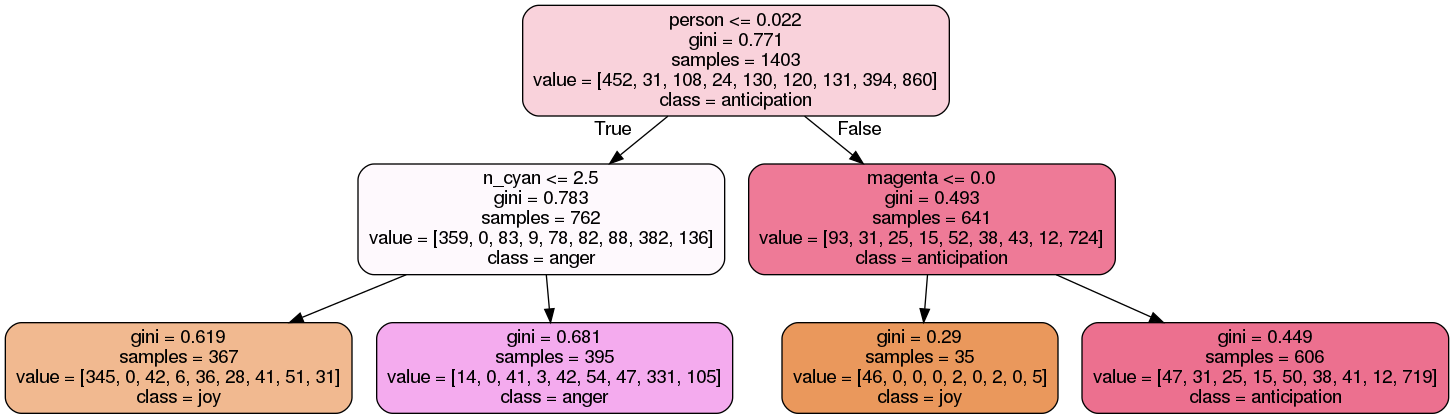 person <= 0.022
gini = 0.771
samples = 1403
value = [452, 31, 108, 24, 130, 120, 131, 394, 860]
class = anticipation
True
False
n_cyan <= 2.5
gini = 0.783
samples = 762
value = [359, 0, 83, 9, 78, 82, 88, 382, 136]
class = anger
magenta <= 0.0
gini = 0.493
samples = 641
value = [93, 31, 25, 15, 52, 38, 43, 12, 724]
class = anticipation
gini = 0.619
samples = 367
value = [345, 0, 42, 6, 36, 28, 41, 51, 31]
class = joy
gini = 0.681
samples = 395
value = [14, 0, 41, 3, 42, 54, 47, 331, 105]
class = anger
gini = 0.29
samples = 35
value = [46, 0, 0, 0, 2, 0, 2, 0, 5]
class = joy
gini = 0.449
samples = 606
value = [47, 31, 25, 15, 50, 38, 41, 12, 719]
class = anticipation